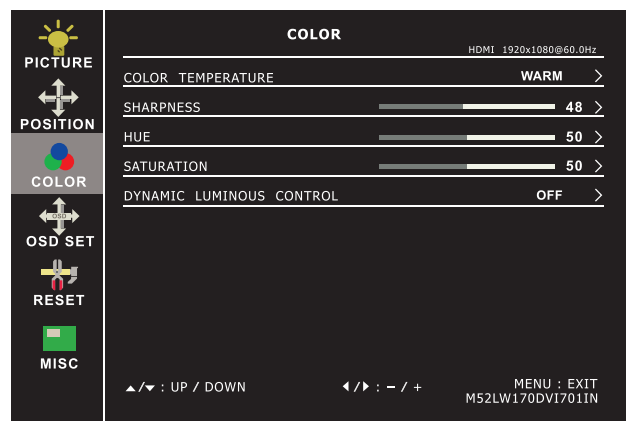 PICTURE
POSITION
COLOR
OSD
OSD SET
RESET
MISC
COLOR
HDMI 1920x1080@60.0Hz
COLOR TEMPERATURE WARM
SHARPNESS 48
HUE 50
SATURATION 50
DYNAMIC LUMINOUS CONTROL OFF
▲/▼ : UP / DOWN ◀/▶ : – / + MENU : EXIT
M52LW170DVI701IN